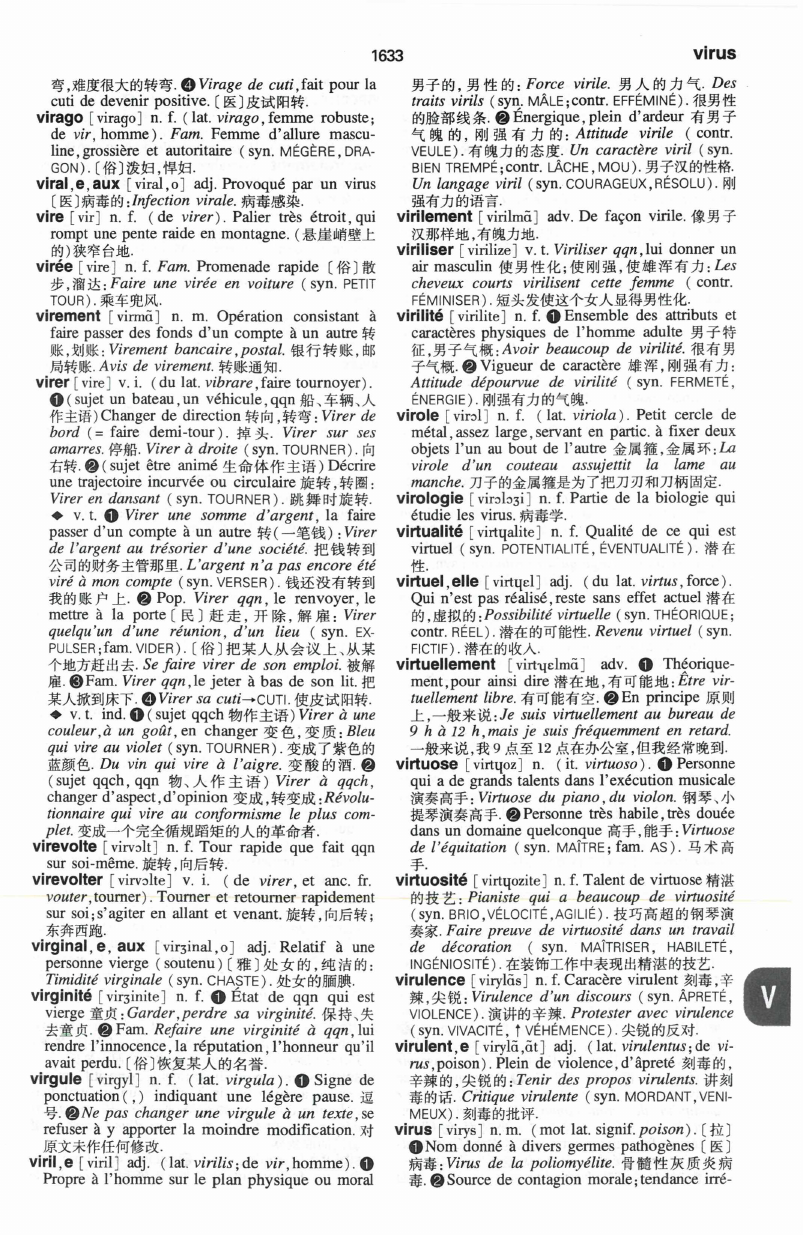 1633
virus
弯,难度很大的转弯. ❹ Virage de cuti, fait pour la
cuti de devenir positive. 〔医〕皮试阳转.
virago [virago] n. f. (lat. virago, femme robuste;
de vir, homme). Fam. Femme d'allure mascu-
line, grossière et autoritaire (syn. MÉGÈRE, DRA-
GON). 〔俗〕泼妇,悍妇.
viral, e, aux [viral, o] adj. Provoqué par un virus
〔医〕病毒的: Infection virale. 病毒感染.
vire [vir] n. f. (de virer). Palier très étroit, qui
rompt une pente raide en montagne. (悬崖峭壁上
的)狭窄台地.
virée [vire] n. f. Fam. Promenade rapide 〔俗〕散
步,溜达: Faire une virée en voiture (syn. PETIT
TOUR). 乘车兜风.
virement [virmɑ̃] n. m. Opération consistant à
faire passer des fonds d'un compte à un autre 转
账,划账: Virement bancaire, postal. 银行转账,邮
局转账. Avis de virement. 转账通知.
virer [vire] v. i. (du lat. vibrare, faire tournoyer).
❶ (sujet un bateau, un véhicule, qqn 船、车辆、人
作主语) Changer de direction 转向,转弯: Virer de
bord (= faire demi-tour). 掉头. Virer sur ses
amarres. 停船. Virer à droite (syn. TOURNER). 向
右转. ❷ (sujet être animé 生命体作主语) Décrire
une trajectoire incurvée ou circulaire 旋转,转圈:
Virer en dansant (syn. TOURNER). 跳舞时旋转.
◆ v. t. ❶ Virer une somme d'argent, la faire
passer d'un compte à un autre 转(一笔钱): Virer
de l'argent au trésorier d'une société. 把钱转到
公司的财务主管那里. L'argent n'a pas encore été
viré à mon compte (syn. VERSER). 钱还没有转到
我的账户上. ❷ Pop. Virer qqn, le renvoyer, le
mettre à la porte 〔民〕赶走,开除,解雇: Virer
quelqu'un d'une réunion, d'un lieu (syn. EX-
PULSER; fam. VIDER). 〔俗〕把某人从会议上、从某
个地方赶出去. Se faire virer de son emploi. 被解
雇. ❸ Fam. Virer qqn, le jeter à bas de son lit. 把
某人掀到床下. ❹ Virer sa cuti→CUTI. 使皮试阳转.
◆ v. t. ind. ❶ (sujet qqch 物作主语) Virer à une
couleur, à un goût, en changer 变色,变质: Bleu
qui vire au violet (syn. TOURNER). 变成了紫色的
蓝颜色. Du vin qui vire à l'aigre. 变酸的酒. ❷
(sujet qqch, qqn 物、人作主语) Virer à qqch,
changer d'aspect, d'opinion 变成,转变成: Révolu-
tionnaire qui vire au conformisme le plus com-
plet. 变成一个完全循规蹈矩的人的革命者.
virevolte [virvɔlt] n. f. Tour rapide que fait qqn
sur soi-même. 旋转,向后转.
virevolter [virvɔlte] v. i. (de virer, et anc. fr.
vouter, tourner). Tourner et retourner rapidement
sur soi; s'agiter en allant et venant. 旋转,向后转;
东奔西跑.
virginal, e, aux [virʒinal, o] adj. Relatif à une
personne vierge (soutenu) 〔雅〕处女的,纯洁的:
Timidité virginale (syn. CHASTE). 处女的腼腆.
virginité [virʒinite] n. f. ❶ État de qqn qui est
vierge 童贞: Garder, perdre sa virginité. 保持、失
去童贞. ❷ Fam. Refaire une virginité à qqn, lui
rendre l'innocence, la réputation, l'honneur qu'il
avait perdu. 〔俗〕恢复某人的名誉.
virgule [virgyl] n. f. (lat. virgula). ❶ Signe de
ponctuation (,) indiquant une légère pause. 逗
号. ❷ Ne pas changer une virgule à un texte, se
refuser à y apporter la moindre modification. 对
原文未作任何修改.
viril, e [viril] adj. (lat. virilis; de vir, homme). ❶
Propre à l'homme sur le plan physique ou moral
男子的,男性的: Force virile. 男人的力气. Des
traits virils (syn. MÂLE; contr. EFFÉMINÉ). 很男性
的脸部线条. ❷ Énergique, plein d'ardeur 有男子
气魄的,刚强有力的: Attitude virile (contr.
VEULE). 有魄力的态度. Un caractère viril (syn.
BIEN TREMPÉ; contr. LÂCHE, MOU). 男子汉的性格.
Un langage viril (syn. COURAGEUX, RÉSOLU). 刚
强有力的语言.
virilement [virilmɑ̃] adv. De façon virile. 像男子
汉那样地,有魄力地.
viriliser [virilize] v. t. Viriliser qqn, lui donner un
air masculin 使男性化;使刚强,使雄浑有力: Les
cheveux courts virilisent cette femme (contr.
FÉMINISER). 短头发使这个女人显得男性化.
virilité [virilite] n. f. ❶ Ensemble des attributs et
caractères physiques de l'homme adulte 男子特
征,男子气概: Avoir beaucoup de virilité. 很有男
子气概. ❷ Vigueur de caractère 雄浑,刚强有力:
Attitude dépourvue de virilité (syn. FERMETÉ,
ÉNERGIE). 刚强有力的气魄.
virole [virɔl] n. f. (lat. viriola). Petit cercle de
métal, assez large, servant en partic. à fixer deux
objets l'un au bout de l'autre 金属箍,金属环: La
virole d'un couteau assujettit la lame au
manche. 刀子的金属箍是为了把刀刃和刀柄固定.
virologie [virɔlɔʒi] n. f. Partie de la biologie qui
étudie les virus. 病毒学.
virtualité [virtɥalite] n. f. Qualité de ce qui est
virtuel (syn. POTENTIALITÉ, ÉVENTUALITÉ). 潜在
性.
virtuel, elle [virtɥɛl] adj. (du lat. virtus, force).
Qui n'est pas réalisé, reste sans effet actuel 潜在
的,虚拟的: Possibilité virtuelle (syn. THÉORIQUE;
contr. RÉEL). 潜在的可能性. Revenu virtuel (syn.
FICTIF). 潜在的收入.
virtuellement [virtɥɛlmɑ̃] adv. ❶ Théorique-
ment, pour ainsi dire 潜在地,有可能地: Être vir-
tuellement libre. 有可能有空. ❷ En principe 原则
上,一般来说: Je suis virtuellement au bureau de
9 h à 12 h, mais je suis fréquemment en retard.
一般来说,我 9 点至 12 点在办公室,但我经常晚到.
virtuose [virtɥoz] n. (it. virtuoso). ❶ Personne
qui a de grands talents dans l'exécution musicale
演奏高手: Virtuose du piano, du violon. 钢琴、小
提琴演奏高手. ❷ Personne très habile, très douée
dans un domaine quelconque 高手,能手: Virtuose
de l'équitation (syn. MAÎTRE; fam. AS). 马术高
手.
virtuosité [virtɥozite] n. f. Talent de virtuose 精湛
的技艺: Pianiste qui a beaucoup de virtuosité
(syn. BRIO, VÉLOCITÉ, AGILIÉ). 技巧高超的钢琴演
奏家. Faire preuve de virtuosité dans un travail
de décoration (syn. MAÎTRISER, HABILETÉ,
INGÉNIOSITÉ). 在装饰工作中表现出精湛的技艺.
virulence [virylɑ̃s] n. f. Caracère virulent 刻毒,辛
辣,尖锐: Virulence d'un discours (syn. ÂPRETÉ,
VIOLENCE). 演讲的辛辣. Protester avec virulence
(syn. VIVACITÉ, ↑ VÉHÉMENCE). 尖锐的反对.
virulent, e [virylɑ̃, ɑ̃t] adj. (lat. virulentus; de vi-
rus, poison). Plein de violence, d'âpreté 刻毒的,
辛辣的,尖锐的: Tenir des propos virulents. 讲刻
毒的话. Critique virulente (syn. MORDANT, VENI-
MEUX). 刻毒的批评.
virus [virys] n. m. (mot lat. signif. poison). 〔拉〕
❶ Nom donné à divers germes pathogènes 〔医〕
病毒: Virus de la poliomyélite. 骨髓性灰质炎病
毒. ❷ Source de contagion morale; tendance irré-
V